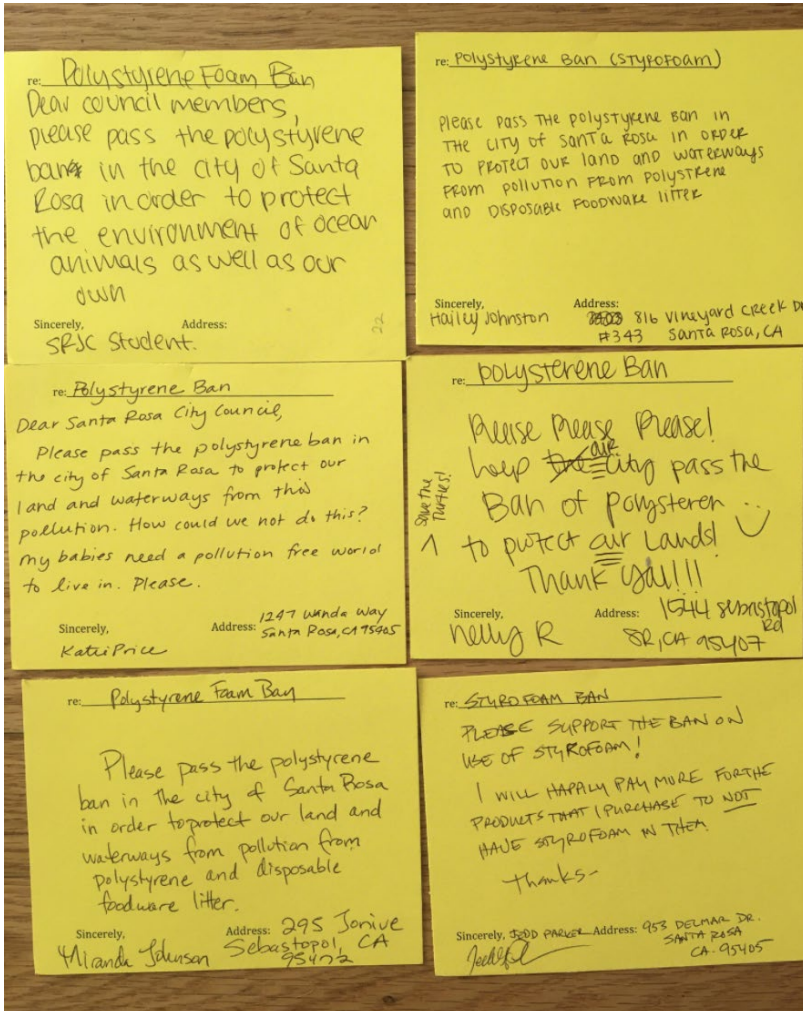 re: Polystyrene Foam Ban
Dear council members,
please pass the polystyrene
ban in the city of Santa
Rosa in order to protect
the environment of ocean
animals as well as our
own
Sincerely, Address:
SRJC Student.
22
re: Polystyrene Ban (STYROFOAM)
PLEASE PASS THE POLYSTYRENE BAN IN
THE CITY OF SANTA ROSA IN ORDER
TO PROTECT OUR LAND AND WATERWAYS
FROM POLLUTION FROM POLYSTRENE
AND DISPOSABLE FOODWARE LITTER
Sincerely, Address:
Hailey Johnston 816 Vineyard Creek Dr
#343 Santa Rosa, CA
re: Polystyrene Ban
Dear Santa Rosa City Council,
Please pass the polystyrene ban in
the city of Santa Rosa to protect our
land and waterways from this
pollution. How could we not do this?
My babies need a pollution free world
to live in. Please.
Sincerely, Address: 1247 Wanda Way
Santa Rosa, CA 95405
Katei Price
re: polysterene Ban
Please Please Please!
help our city pass the
Ban of polysteren :)
to protect our Lands!
Thank You!!!
^ Save the
Turtles!
Sincerely, Address: 1544 Sebastopol
Rd
Nelly R SR, CA 95407
re: Polystyrene Foam Ban
Please pass the polystyrene
ban in the city of Santa Rosa
in order to protect our land and
waterways from pollution from
polystyrene and disposable
foodware litter.
Sincerely, Address: 295 Jonive
Miranda Johnson Sebastopol, CA
95472
re: STYROFOAM BAN
PLEASE SUPPORT THE BAN ON
USE OF STYROFOAM!
I WILL HAPPILY PAY MORE FOR THE
PRODUCTS THAT I PURCHASE TO NOT
HAVE STYROFOAM IN THEM.
Thanks-
Sincerely, TODD PARKER Address: 953 DELMAR DR.
SANTA ROSA
CA. 95405